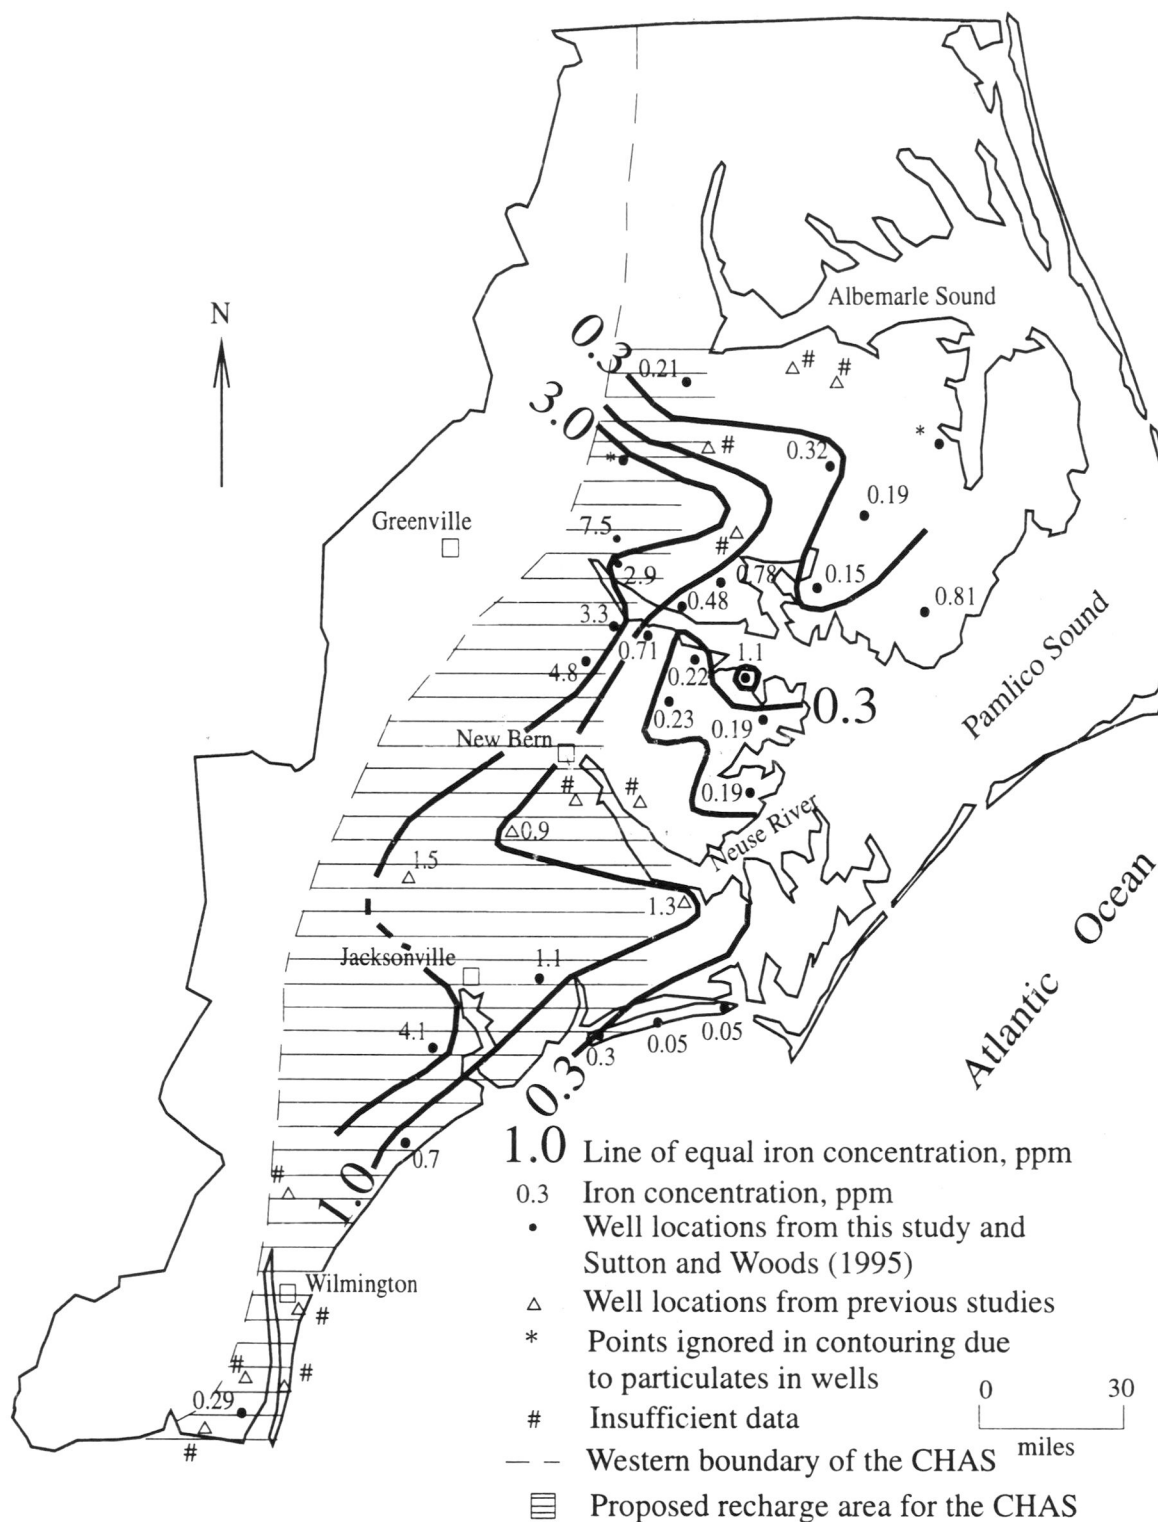 N
Albemarle Sound
0.3
0.21
#
#
3.0
#
*
0.32
*
0.19
Greenville
7.5
#
2.9
0.78
0.15
0.48
0.81
3.3
0.71
1.1
4.8
0.22
0.23
0.3
0.19
Pamlico Sound
New Bern
#
#
0.19
Neuse River
0.9
1.5
1.3
Atlantic Ocean
Jacksonville
1.1
4.1
0.3
0.05
0.05
0.3
0.7
#
1.0
Wilmington
#
#
#
0.29
#
1.0 Line of equal iron concentration, ppm
0.3 Iron concentration, ppm
• Well locations from this study and
Sutton and Woods (1995)
△ Well locations from previous studies
* Points ignored in contouring due
to particulates in wells
# Insufficient data
— — Western boundary of the CHAS
Proposed recharge area for the CHAS
0 30
miles